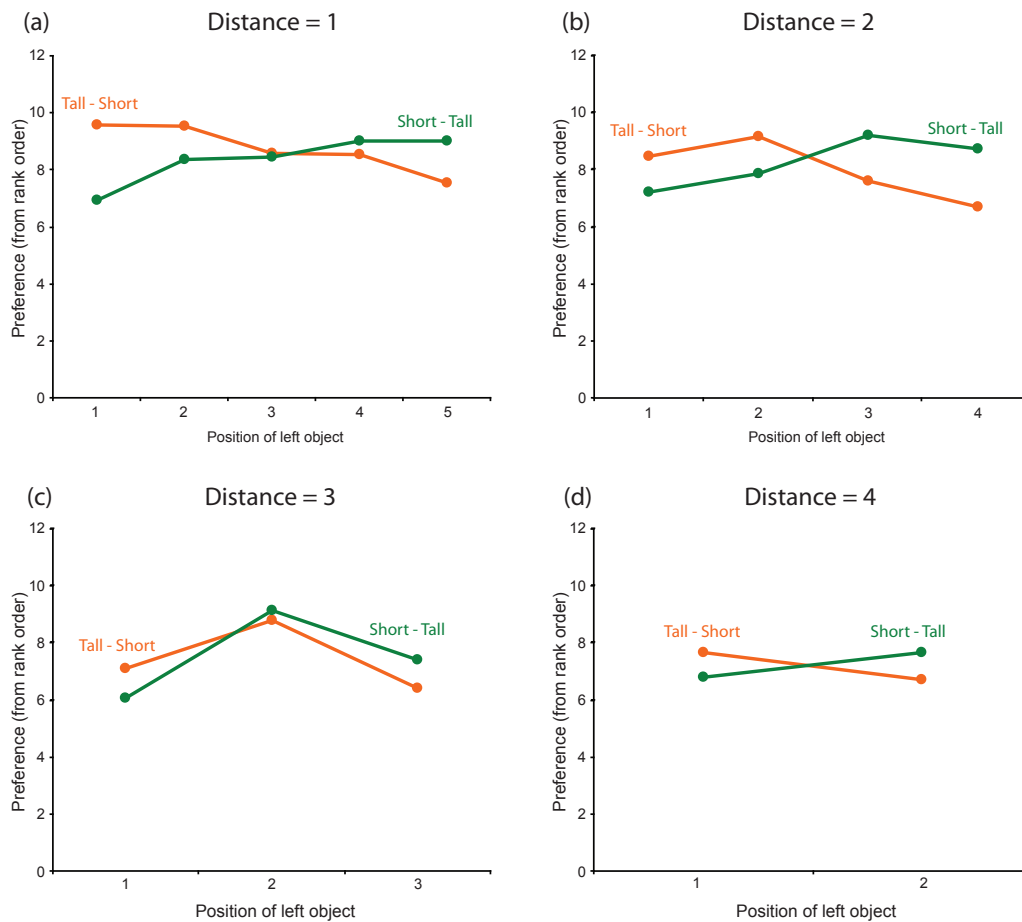 (a)
Distance = 1
12
10
8
6
4
2
0
Preference (from rank order)
Tall - Short
Short - Tall
1 2 3 4 5
Position of left object
(b)
Distance = 2
12
10
8
6
4
2
0
Preference (from rank order)
Tall - Short
Short - Tall
1 2 3 4
Position of left object
(c)
Distance = 3
12
10
8
6
4
2
0
Preference (from rank order)
Tall - Short
Short - Tall
1 2 3
Position of left object
(d)
Distance = 4
12
10
8
6
4
2
0
Preference (from rank order)
Tall - Short
Short - Tall
1 2
Position of left object